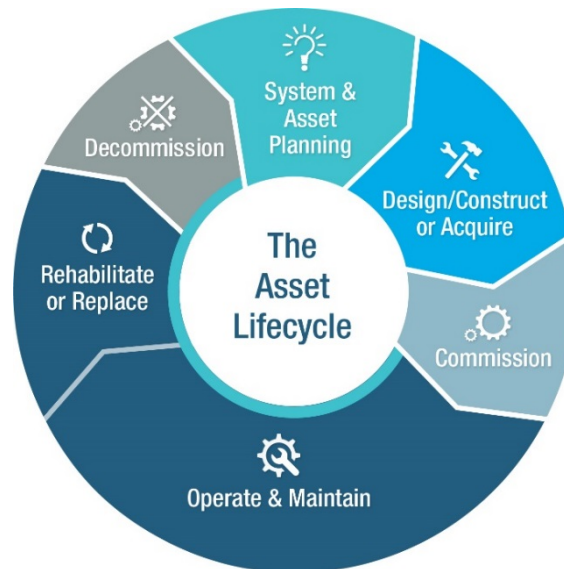 The
Asset
Lifecycle
System &
Asset
Planning
Design/Construct
or Acquire
Commission
Operate & Maintain
Rehabilitate
or Replace
Decommission